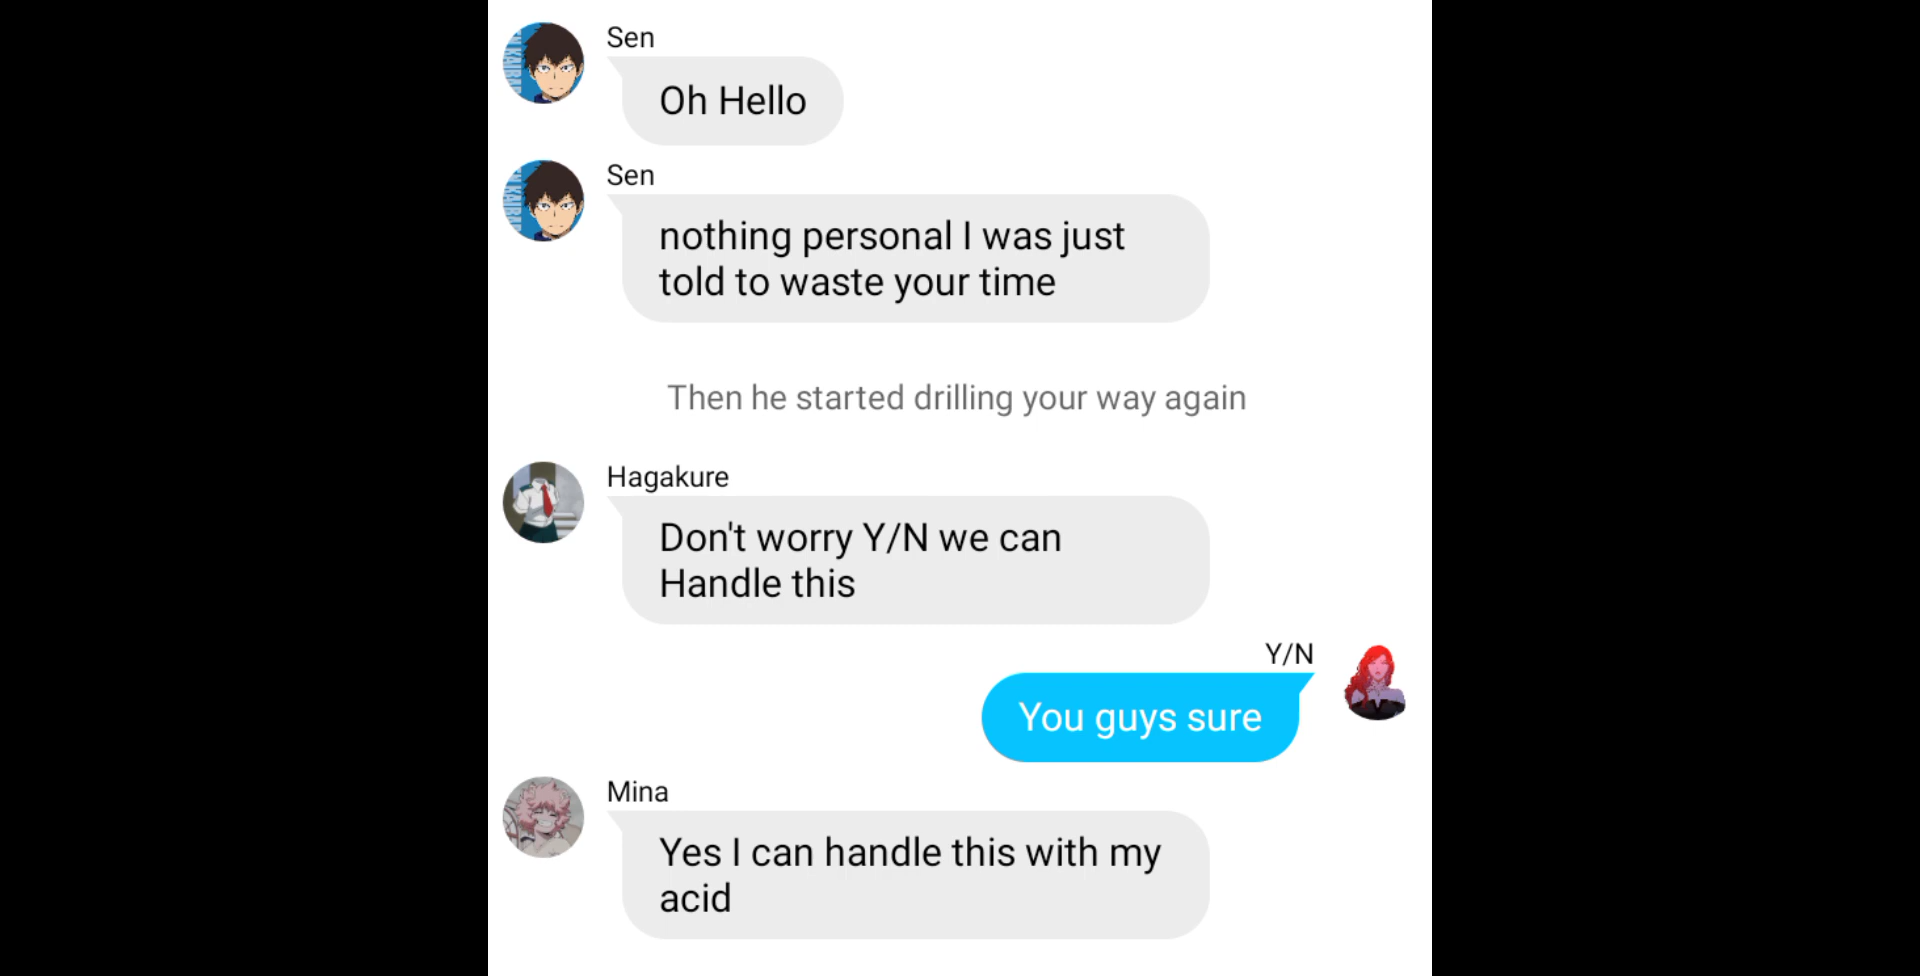 Sen
Oh Hello
Sen
nothing personal I was just
told to waste your time
Then he started drilling your way again
Hagakure
Don't worry Y/N we can
Handle this
Y/N
You guys sure
Mina
Yes I can handle this with my
acid